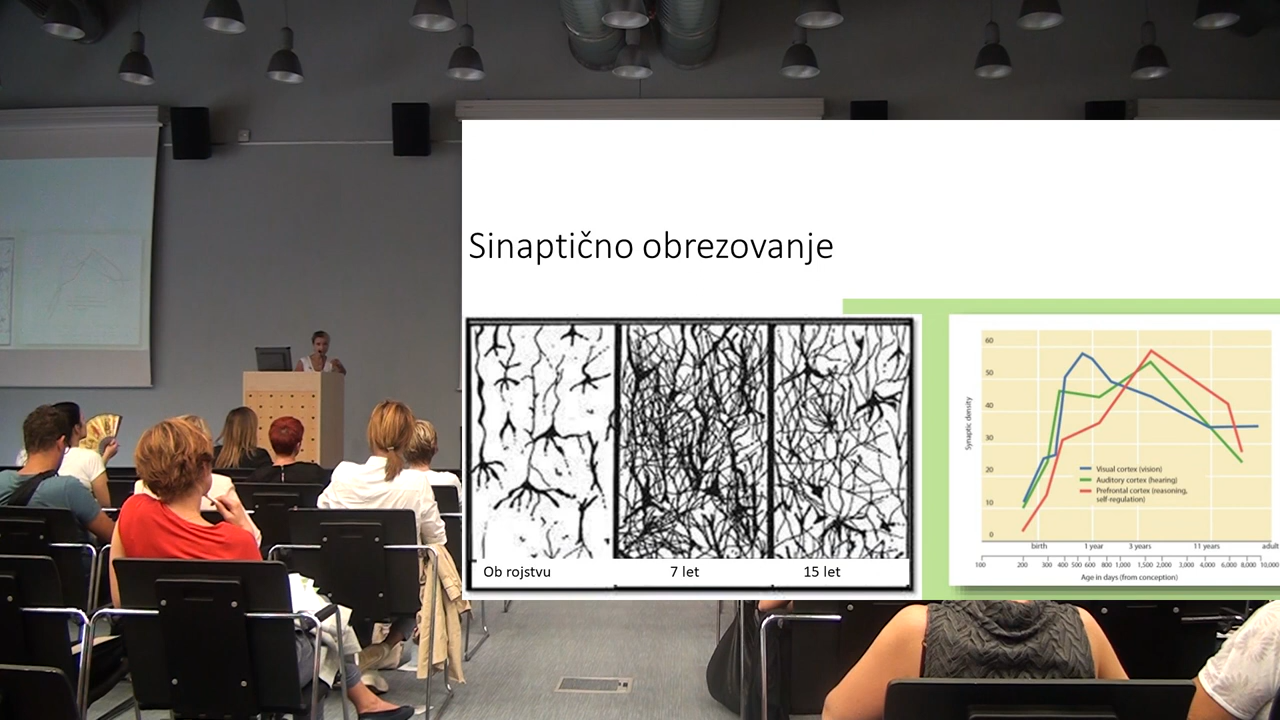 Sinaptično obrezovanje
Ob rojstvu
7 let
15 let
60
50
40
30
20
10
0
Synaptic density
Visual cortex (vision)
Auditory cortex (hearing)
Prefrontal cortex (reasoning,
self-regulation)
birth 1 year 3 years 11 years adult
100 200 300 400 500 600 800 1,000 1,500 2,000 3,000 4,000 6,000 8,000 10,000
Age in days (from conception)